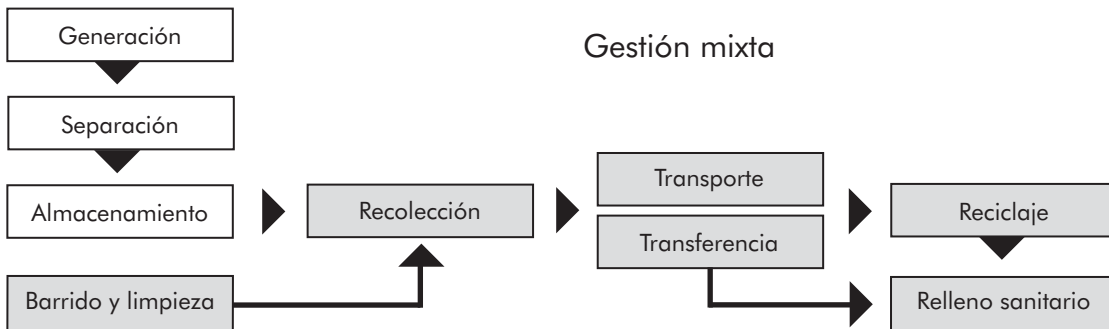 Generación
Gestión mixta
Separación
Almacenamiento
Recolección
Transporte
Transferencia
Reciclaje
Barrido y limpieza
Relleno sanitario